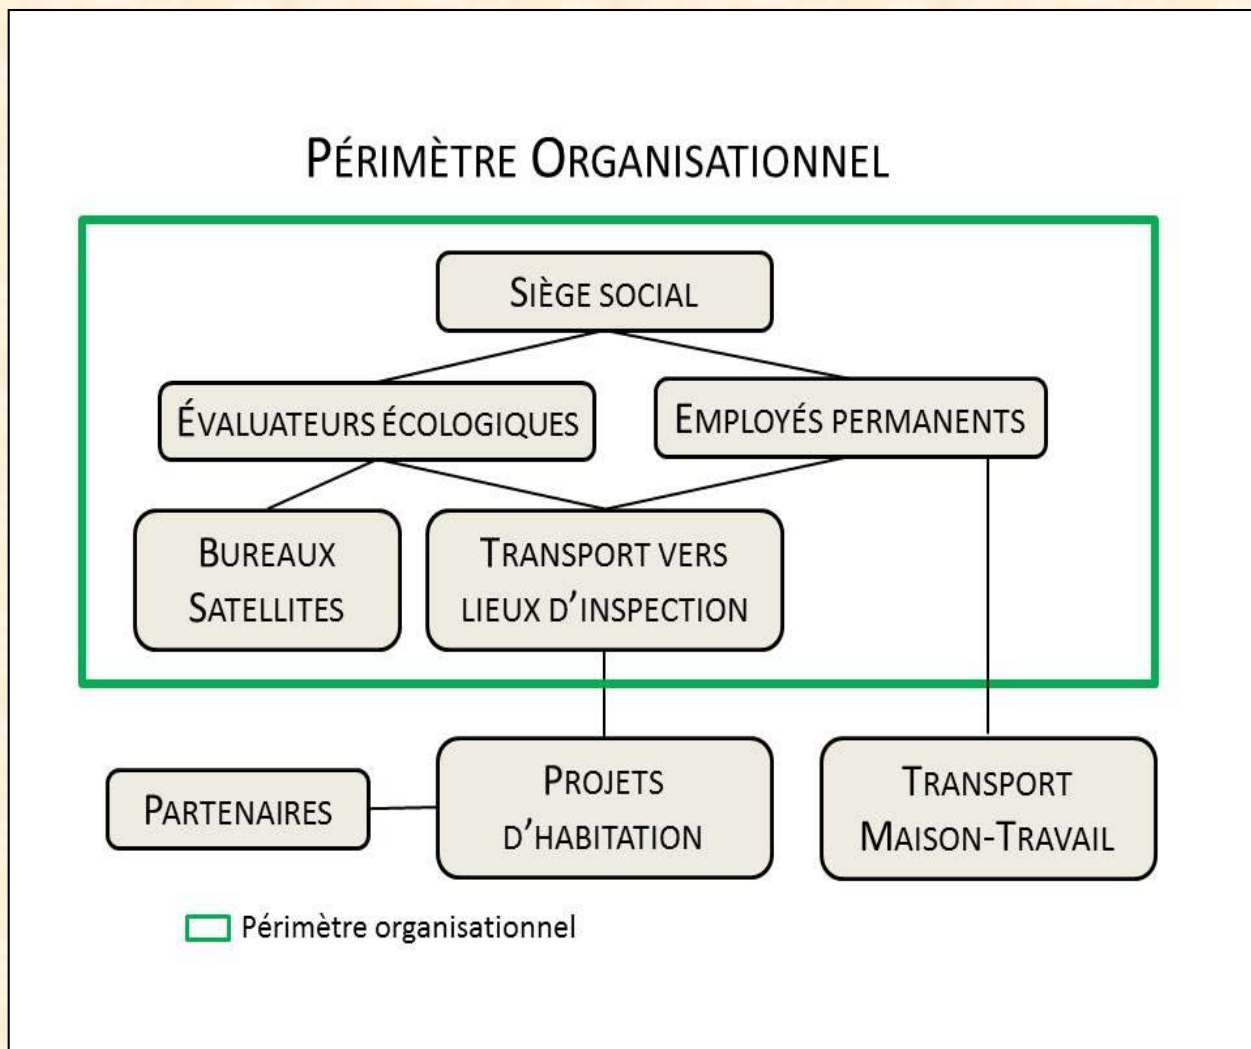 PÉRIMÈTRE ORGANISATIONNEL
SIÈGE SOCIAL
ÉVALUATEURS ÉCOLOGIQUES
EMPLOYÉS PERMANENTS
BUREAUX
SATELLITES
TRANSPORT VERS
LIEUX D'INSPECTION
PARTENAIRES
PROJETS
D'HABITATION
TRANSPORT
MAISON-TRAVAIL
Périmètre organisationnel